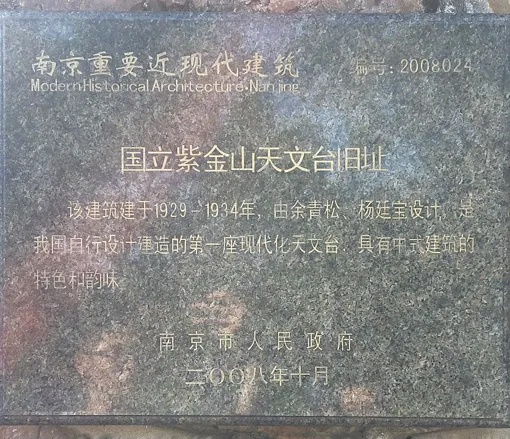 南京重要近现代建筑 编号:2008024
Modern Historical Architecture·Nanjing
国立紫金山天文台旧址
该建筑建于1929-1934年，由余青松、杨廷宝设计，是
我国自行设计建造的第一座现代化天文台，具有中式建筑的
特色和韵味
南京市人民政府
二〇〇八年十月